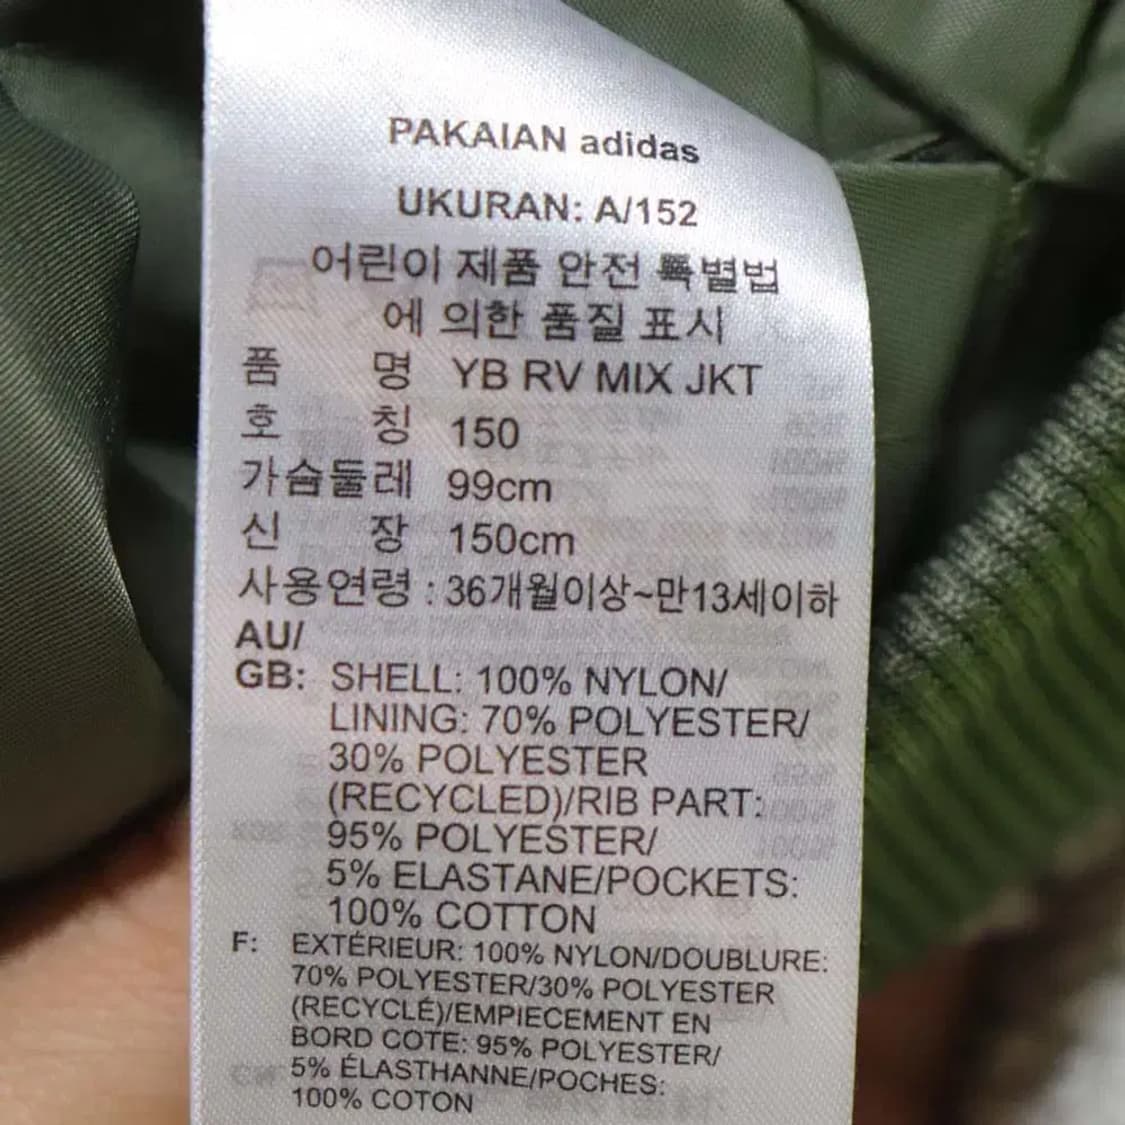 PAKAIAN adidas
UKURAN: A/152
어린이 제품 안전 특별법
에 의한 품질 표시
품 명 YB RV MIX JKT
호 칭 150
가슴둘레 99cm
신 장 150cm
사용연령 : 36개월이상~만13세이하
AU/
GB: SHELL: 100% NYLON/
LINING: 70% POLYESTER/
30% POLYESTER
(RECYCLED)/RIB PART:
95% POLYESTER/
5% ELASTANE/POCKETS:
100% COTTON
F: EXTÉRIEUR: 100% NYLON/DOUBLURE:
70% POLYESTER/30% POLYESTER
(RECYCLÉ)/EMPIECEMENT EN
BORD COTE: 95% POLYESTER/
5% ÉLASTHANNE/POCHES:
100% COTON